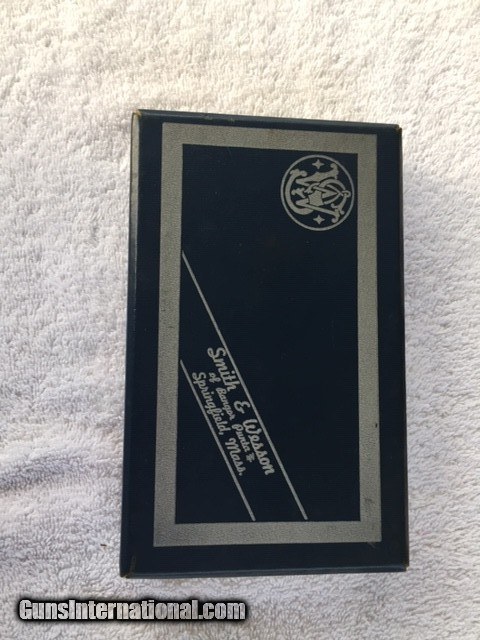 Smith & Wesson
of Bangor Punta
Springfield, Mass.
GunsInternational.com